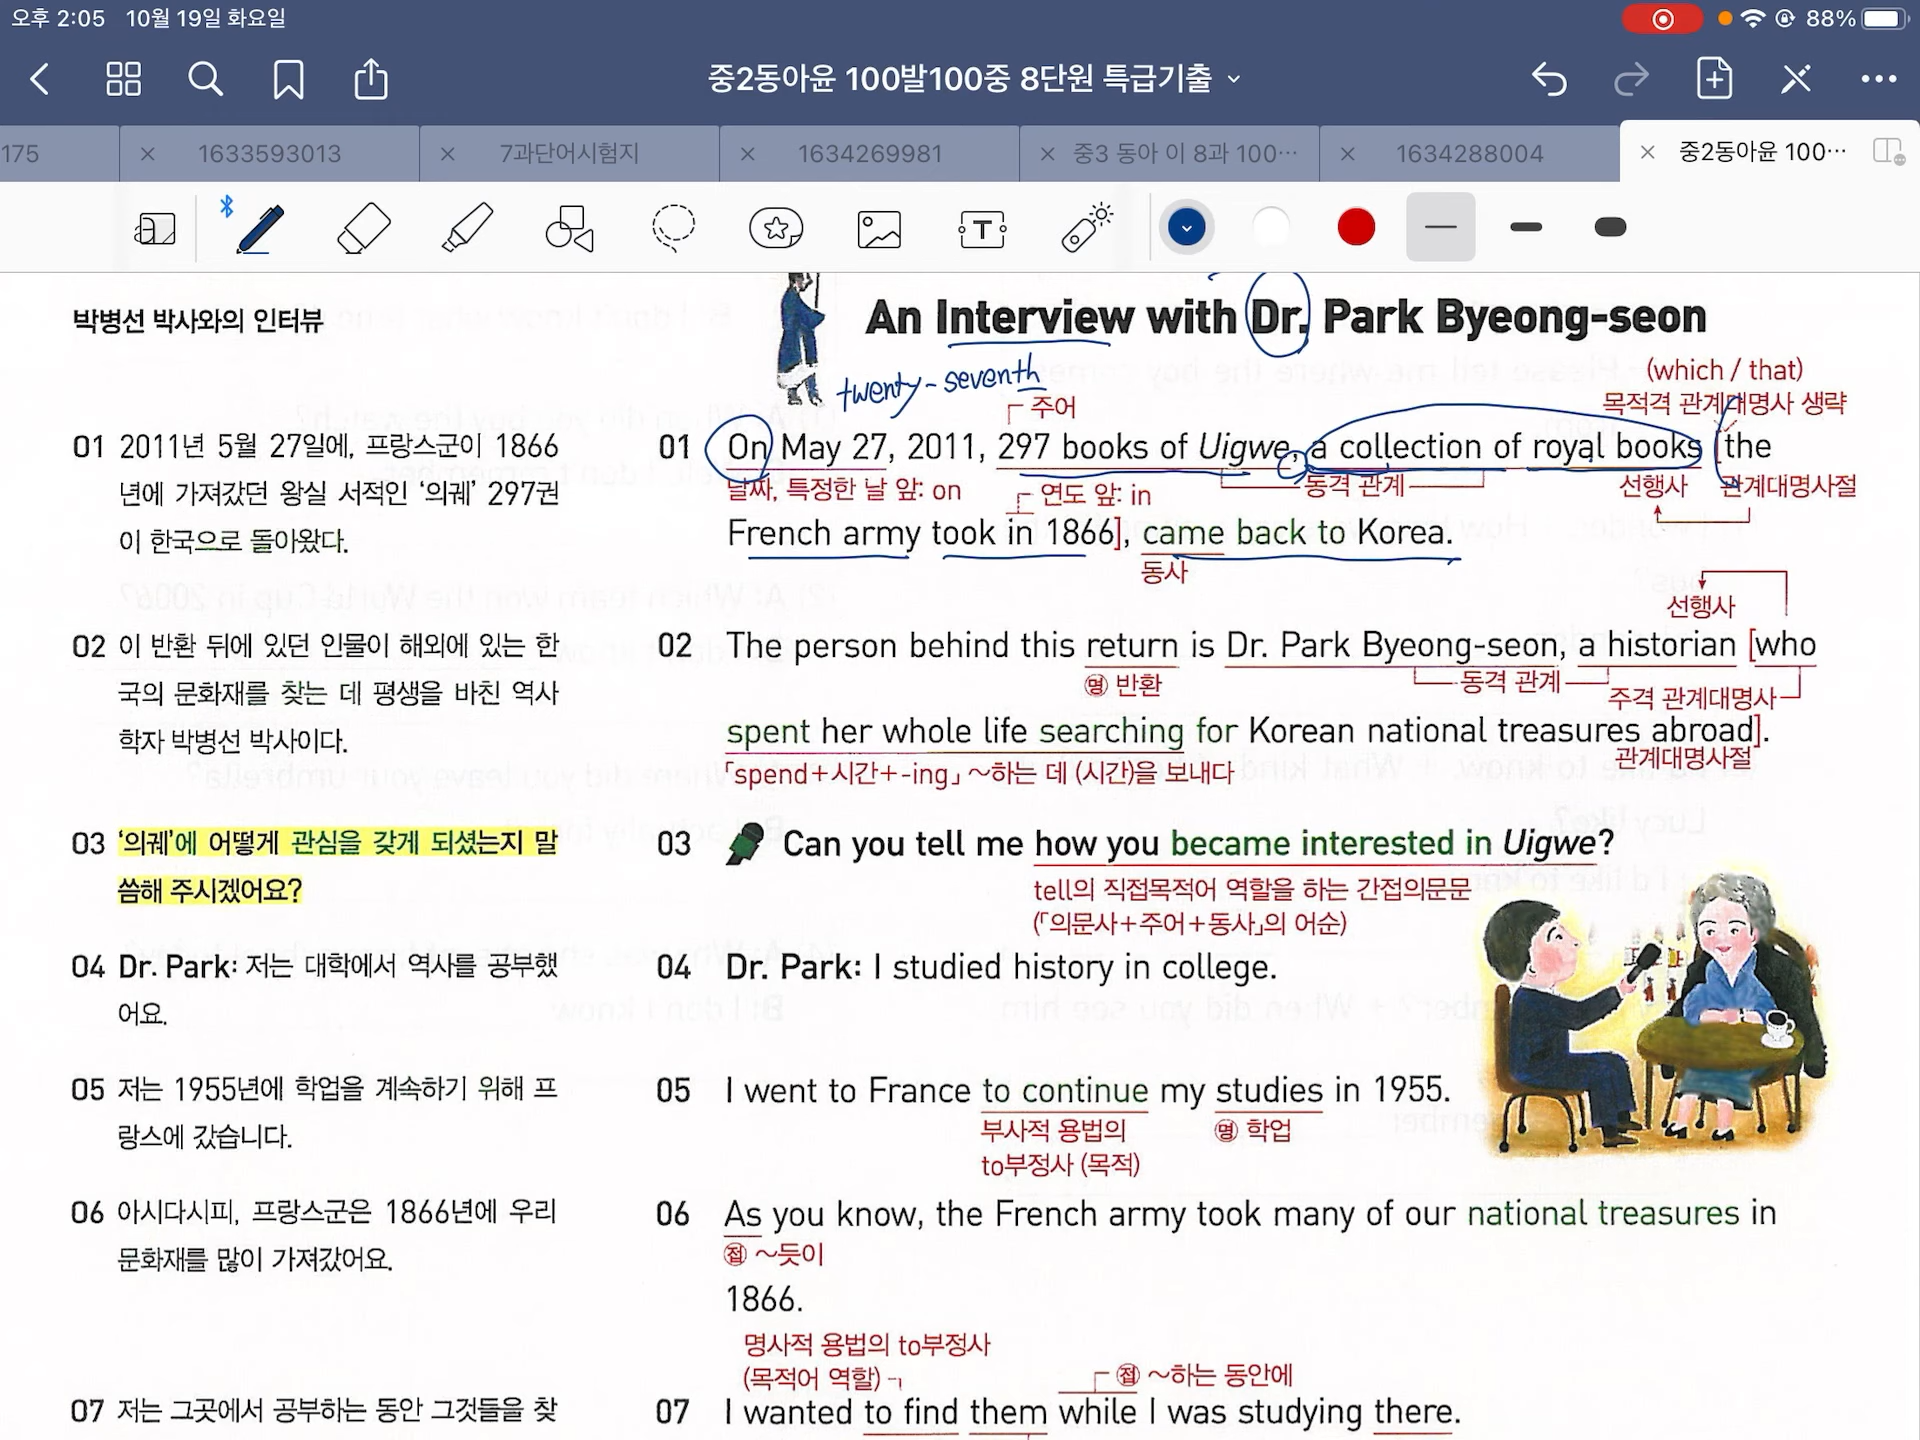 오후 2:05 10월 19일 화요일
88%
중2동아윤 100발100중 8단원 특급기출
175
1633593013
7과단어시험지
1634269981
중3 동아 이 8과 100…
1634288004
중2동아윤 100…
박병선 박사와의 인터뷰
An Interview with Dr. Park Byeong-seon
twenty-seventh
(which / that)
주어
목적격 관계대명사 생략
01 2011년 5월 27일에, 프랑스군이 1866
년에 가져갔던 왕실 서적인 '의궤' 297권
이 한국으로 돌아왔다.
01 On May 27, 2011, 297 books of Uigwe, a collection of royal books [the
날짜, 특정한 날 앞: on
연도 앞: in
동격 관계
선행사
관계대명사절
French army took in 1866], came back to Korea.
동사
선행사
02 이 반환 뒤에 있던 인물이 해외에 있는 한
국의 문화재를 찾는 데 평생을 바친 역사
학자 박병선 박사이다.
02 The person behind this return is Dr. Park Byeong-seon, a historian [who
명 반환
동격 관계
주격 관계대명사
spent her whole life searching for Korean national treasures abroad].
「spend+시간+-ing」 ~하는 데 (시간)을 보내다
관계대명사절
03 '의궤'에 어떻게 관심을 갖게 되셨는지 말
씀해 주시겠어요?
03 Can you tell me how you became interested in Uigwe?
tell의 직접목적어 역할을 하는 간접의문문
(「의문사+주어+동사」의 어순)
04 Dr. Park: 저는 대학에서 역사를 공부했
어요.
04 Dr. Park: I studied history in college.
05 저는 1955년에 학업을 계속하기 위해 프
랑스에 갔습니다.
05 I went to France to continue my studies in 1955.
부사적 용법의
to부정사 (목적)
명 학업
06 아시다시피, 프랑스군은 1866년에 우리
문화재를 많이 가져갔어요.
06 As you know, the French army took many of our national treasures in
접 ~듯이
1866.
명사적 용법의 to부정사
(목적어 역할)
접 ~하는 동안에
07 저는 그곳에서 공부하는 동안 그것들을 찾
07 I wanted to find them while I was studying there.